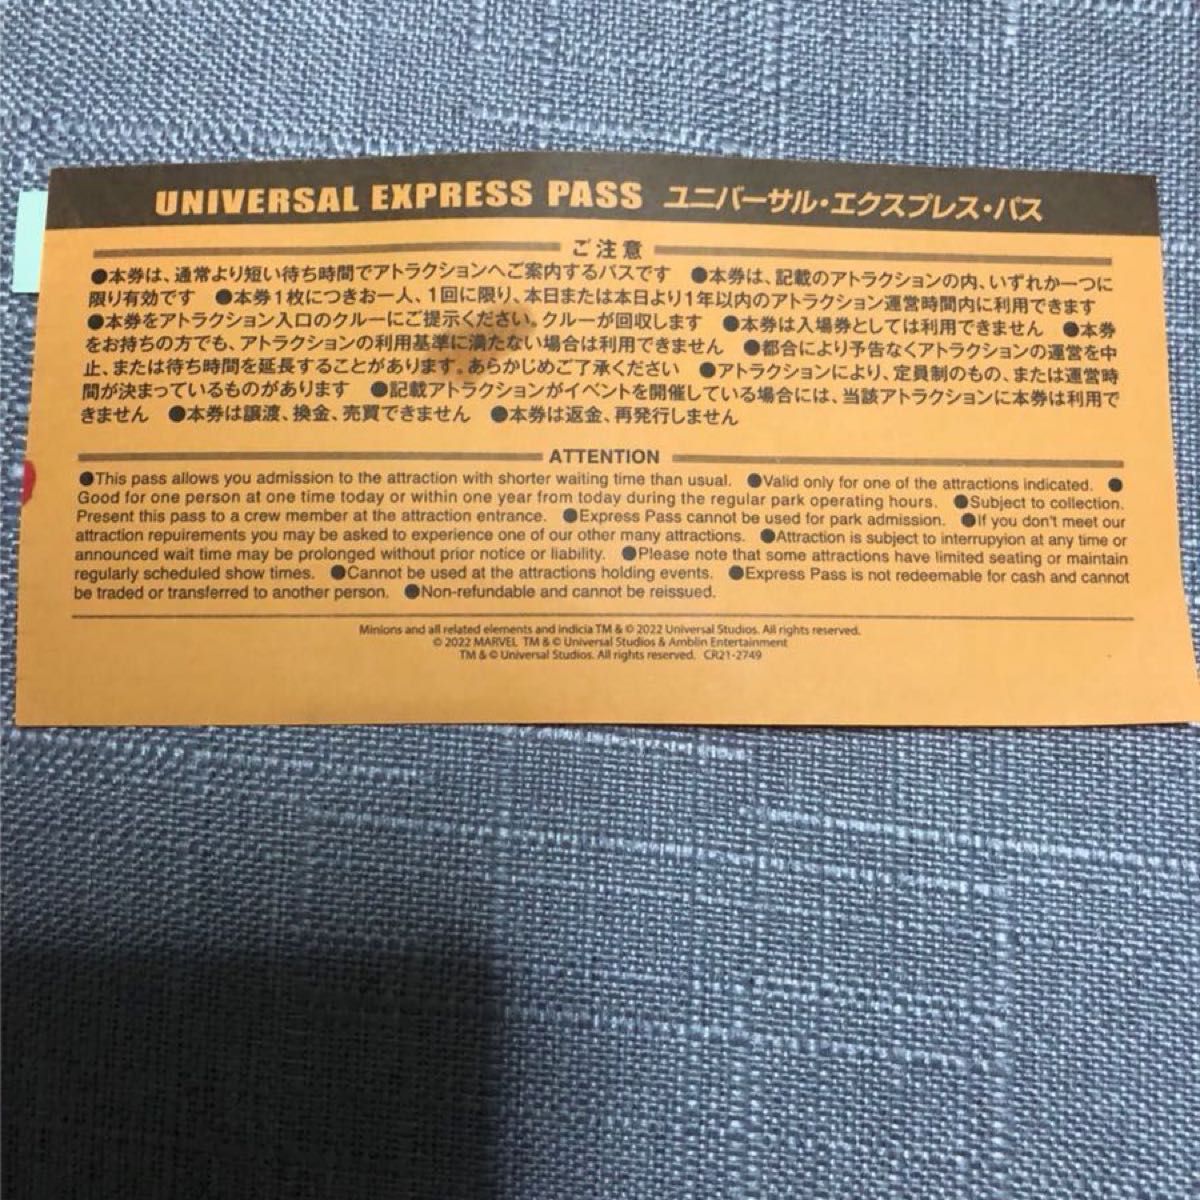 UNIVERSAL EXPRESS PASS ユニバーサル・エクスプレス・パス
ご注意
●本券は、通常より短い待ち時間でアトラクションへご案内するパスです ●本券は、記載のアトラクションの内、いずれか一つに
限り有効です ●本券1枚につきお一人、1回に限り、本日または本日より1年以内のアトラクション運営時間内に利用できます
●本券をアトラクション入口のクルーにご提示ください。クルーが回収します ●本券は入場券としては利用できません ●本券
をお持ちの方でも、アトラクションの利用基準に満たない場合は利用できません ●都合により予告なくアトラクションの運営を中
止、または待ち時間を延長することがあります。あらかじめご了承ください ●アトラクションにより、定員制のもの、または運営時
間が決まっているものがあります ●記載アトラクションがイベントを開催している場合には、当該アトラクションに本券は利用で
きません ●本券は譲渡、換金、売買できません ●本券は返金、再発行しません
ATTENTION
●This pass allows you admission to the attraction with shorter waiting time than usual. ●Valid only for one of the attractions indicated. ●
Good for one person at one time today or within one year from today during the regular park operating hours. ●Subject to collection.
Present this pass to a crew member at the attraction entrance. ●Express Pass cannot be used for park admission. ●If you don't meet our
attraction repuirements you may be asked to experience one of our other many attractions. ●Attraction is subject to interrupyion at any time or
announced wait time may be prolonged without prior notice or liability. ●Please note that some attractions have limited seating or maintain
regularly scheduled show times. ●Cannot be used at the attractions holding events. ●Express Pass is not redeemable for cash and cannot
be traded or transferred to another person. ●Non-refundable and cannot be reissued.
Minions and all related elements and indicia TM & © 2022 Universal Studios. All rights reserved.
© 2022 MARVEL TM & © Universal Studios & Amblin Entertainment
TM & © Universal Studios. All rights reserved. CR21-2749